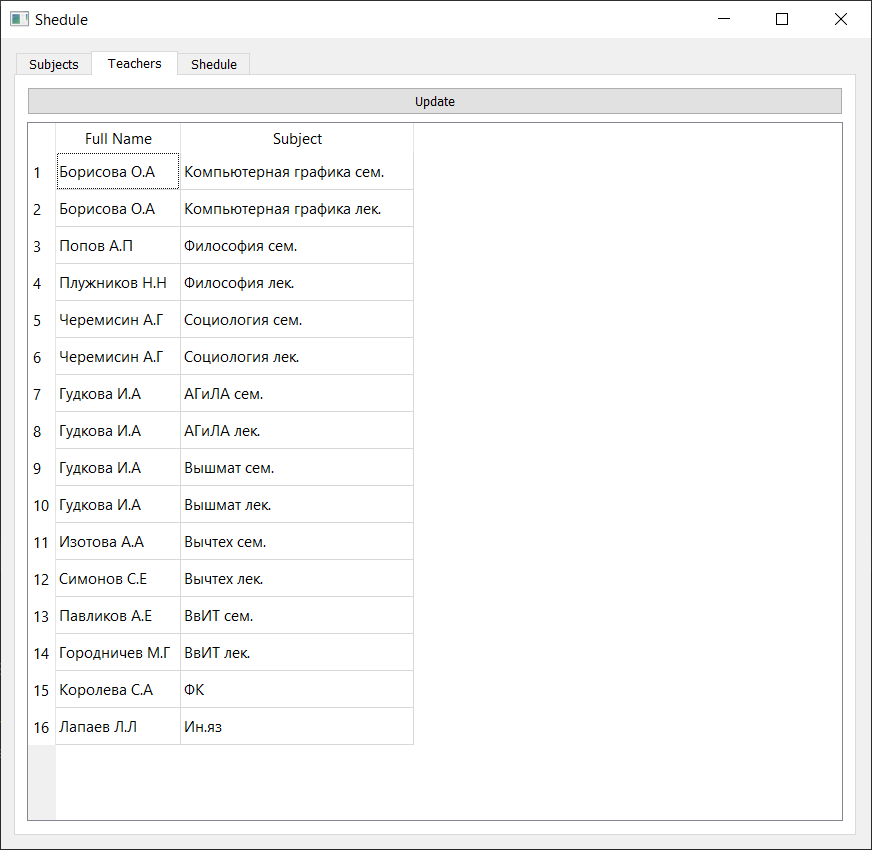 Shedule
Subjects Teachers Shedule
Update
Full Name Subject
1 Борисова О.А Компьютерная графика сем.
2 Борисова О.А Компьютерная графика лек.
3 Попов А.П Философия сем.
4 Плужников Н.Н Философия лек.
5 Черемисин А.Г Социология сем.
6 Черемисин А.Г Социология лек.
7 Гудкова И.А АГиЛА сем.
8 Гудкова И.А АГиЛА лек.
9 Гудкова И.А Вышмат сем.
10 Гудкова И.А Вышмат лек.
11 Изотова А.А Вычтех сем.
12 Симонов С.Е Вычтех лек.
13 Павликов А.Е ВвИТ сем.
14 Городничев М.Г ВвИТ лек.
15 Королева С.А ФК
16 Лапаев Л.Л Ин.яз